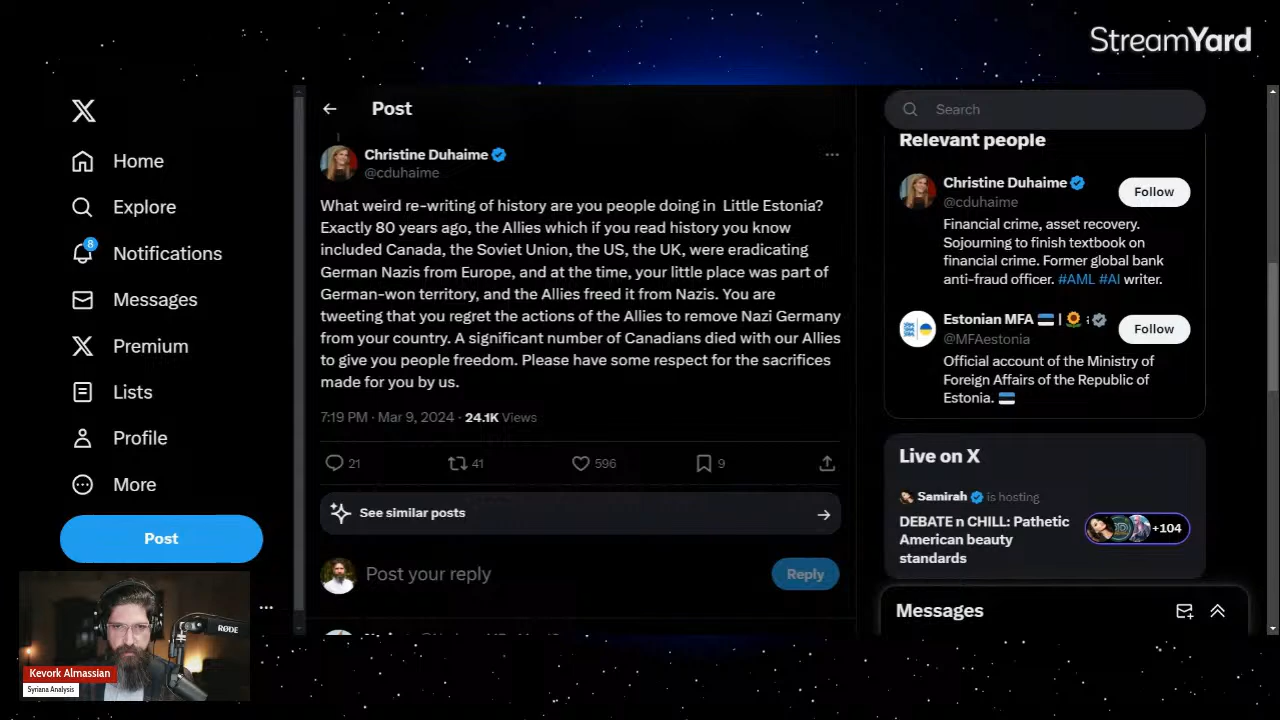 StreamYard
Home
Explore
8
Notifications
Messages
Premium
Lists
Profile
More
Post
Post
Christine Duhaime
@cduhaime
What weird re-writing of history are you people doing in Little Estonia?
Exactly 80 years ago, the Allies which if you read history you know
included Canada, the Soviet Union, the US, the UK, were eradicating
German Nazis from Europe, and at the time, your little place was part of
German-won territory, and the Allies freed it from Nazis. You are
tweeting that you regret the actions of the Allies to remove Nazi Germany
from your country. A significant number of Canadians died with our Allies
to give you people freedom. Please have some respect for the sacrifices
made for you by us.
7:19 PM · Mar 9, 2024 · 24.1K Views
21 41 596 9
See similar posts
Post your reply
Reply
Search
Relevant people
Christine Duhaime
@cduhaime
Follow
Financial crime, asset recovery.
Sojourning to finish textbook on
financial crime. Former global bank
anti-fraud officer. #AML #AI writer.
Estonian MFA
@MFAestonia
Follow
Official account of the Ministry of
Foreign Affairs of the Republic of
Estonia.
Live on X
Samirah is hosting
DEBATE n CHILL: Pathetic
American beauty
standards
+104
Messages
RØDE
Kevork Almassian
Syriana Analysis